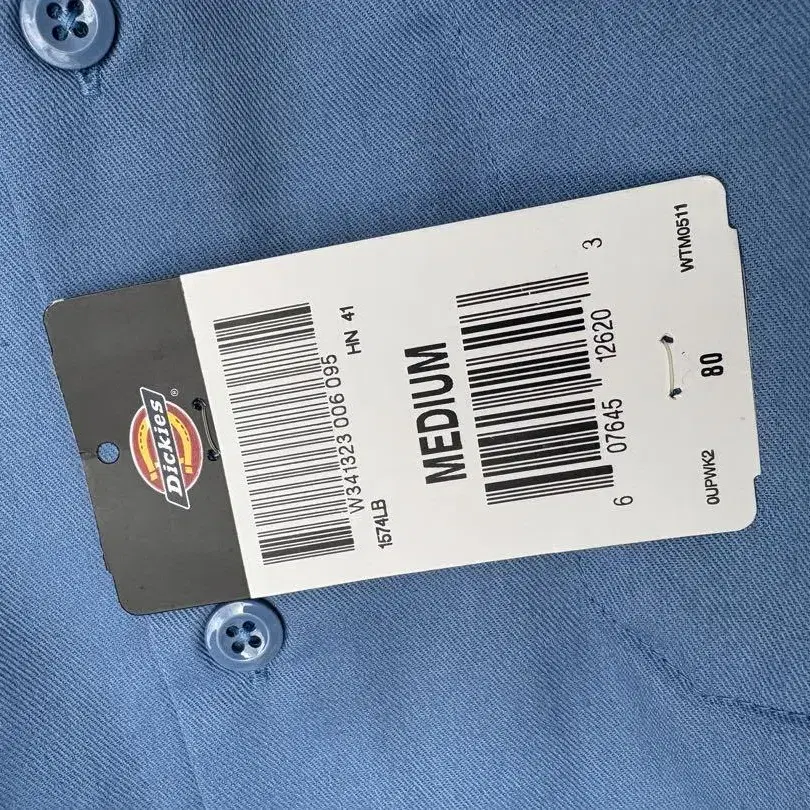 Dickies®
W341323 006 095
1574LB HN 41
MEDIUM
6 07645 12620 3
80
0UPWK2 WTM0511